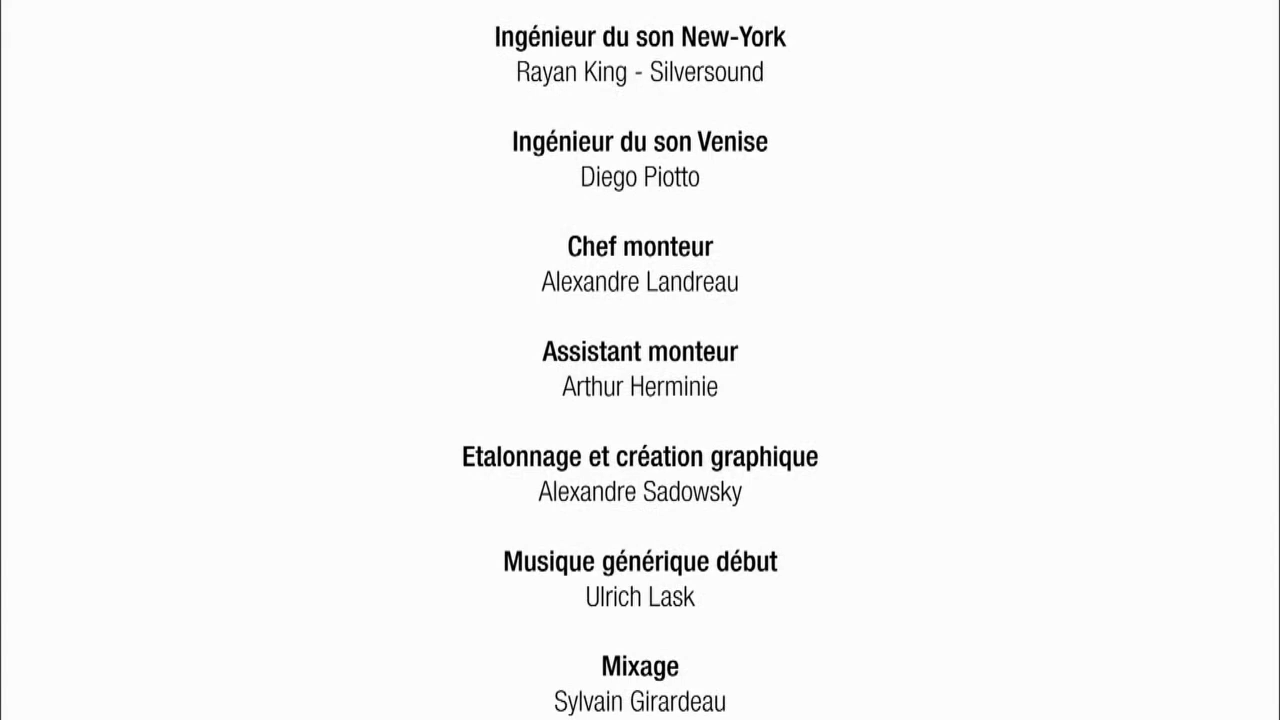 Ingénieur du son New-York
Rayan King - Silversound
Ingénieur du son Venise
Diego Piotto
Chef monteur
Alexandre Landreau
Assistant monteur
Arthur Herminie
Etalonnage et création graphique
Alexandre Sadowsky
Musique générique début
Ulrich Lask
Mixage
Sylvain Girardeau